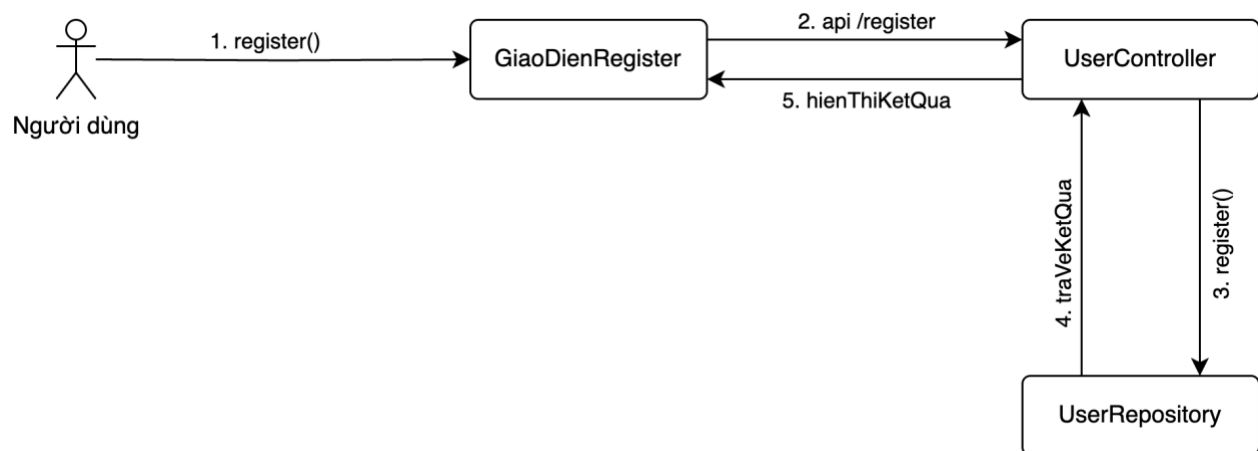 1. register()
GiaoDienRegister
2. api /register
UserController
5. hienThiKetQua
Người dùng
4. traVeKetQua
3. register()
UserRepository